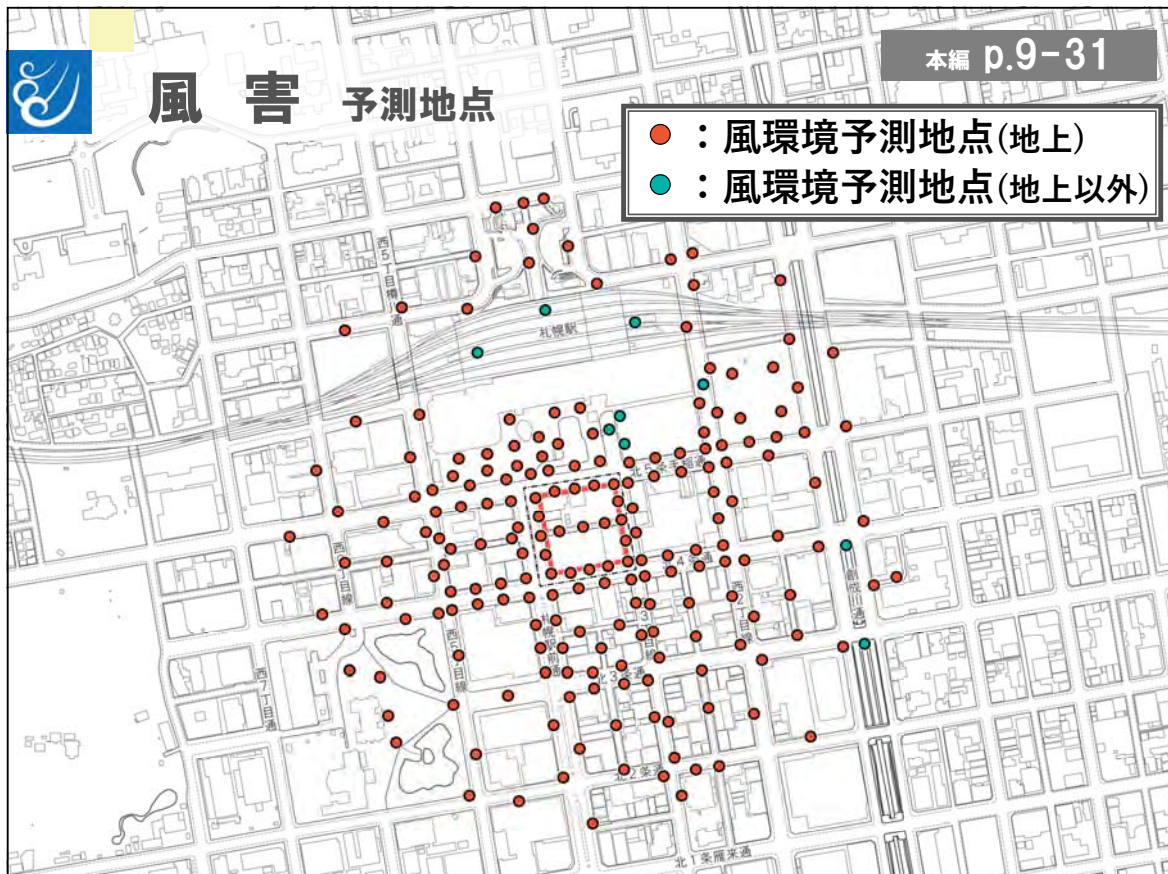 本編 p.9-31
風 害 予測地点
：風環境予測地点(地上)
：風環境予測地点(地上以外)
西5丁目樽川通
札幌駅
北5条手稲通
北4条通
西2丁目線
創成川通
西5丁目線
札幌駅前通
西3丁目線
北3条通
西7丁目通
北2条通
北1条雁来通